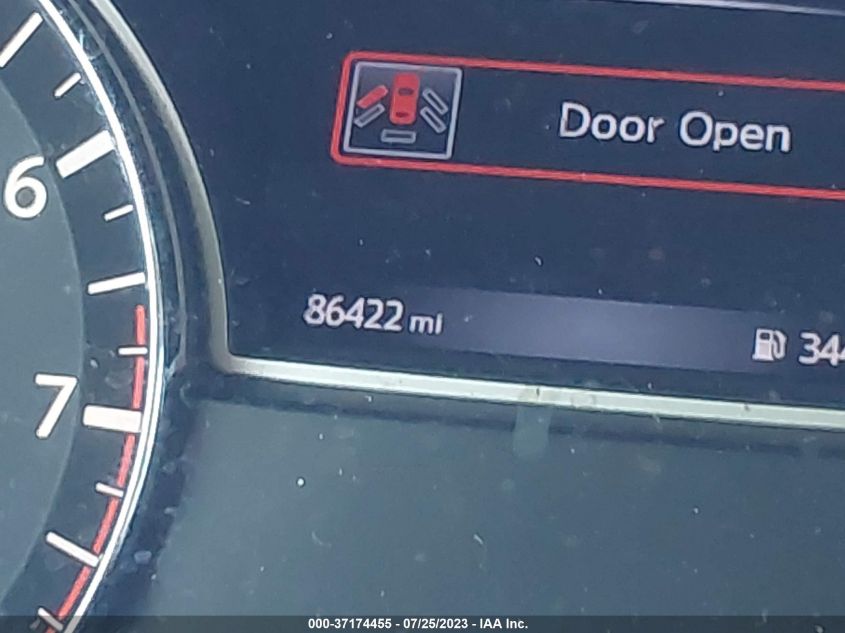 6
Door Open
86422 mi
7
000-37174455 - 07/25/2023 - IAA Inc.